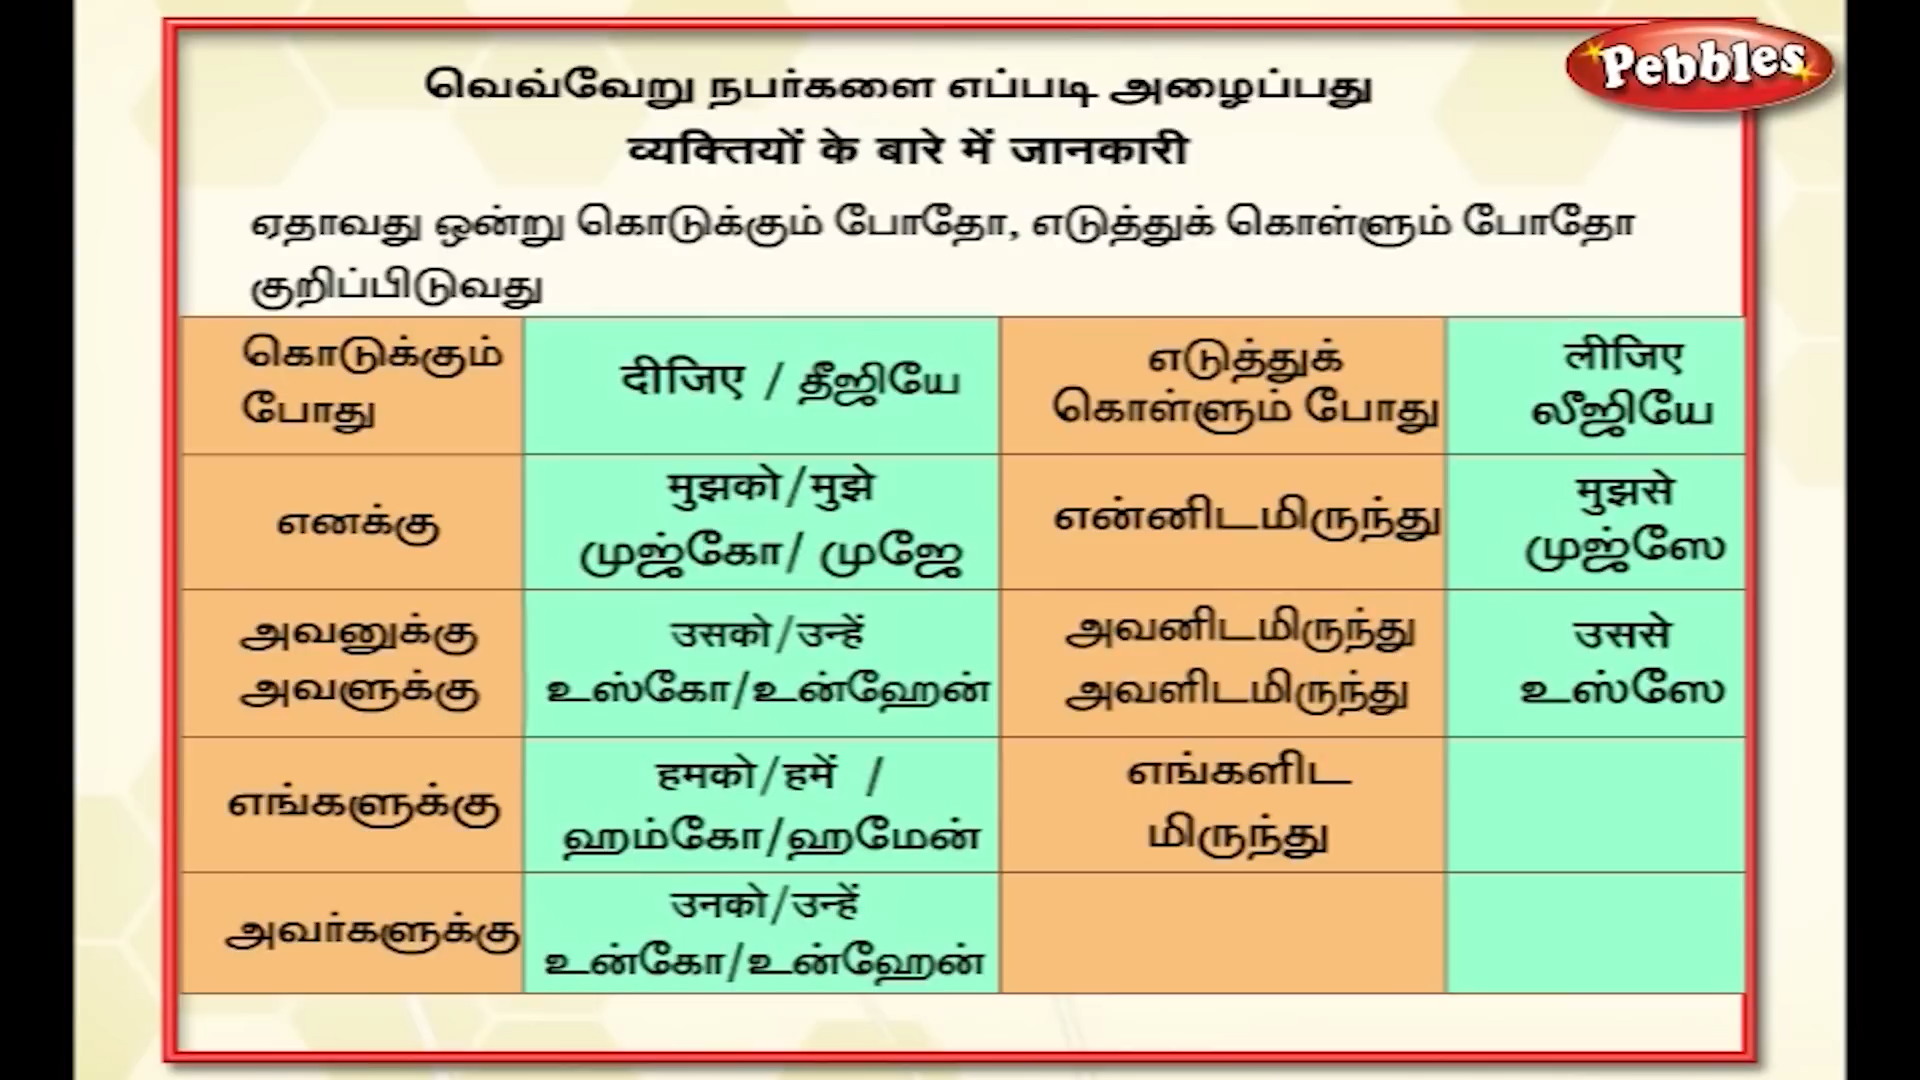 Pebbles
வெவ்வேறு நபர்களை எப்படி அழைப்பது
व्यक्तियों के बारे में जानकारी
ஏதாவது ஒன்று கொடுக்கும் போதோ, எடுத்துக் கொள்ளும் போதோ
குறிப்பிடுவது
கொடுக்கும்
போது
दीजिए / தீஜியே
எடுத்துக்
கொள்ளும் போது
लीजिए
லீஜியே
எனக்கு
मुझको/मुझे
முஜ்கோ/ முஜே
என்னிடமிருந்து
मुझसे
முஜ்ஸே
அவனுக்கு
அவளுக்கு
उसको/उन्हें
உஸ்கோ/உன்ஹேன்
அவனிடமிருந்து
அவளிடமிருந்து
उससे
உஸ்ஸே
எங்களுக்கு
हमको/हमें /
ஹம்கோ/ஹமேன்
எங்களிட
மிருந்து
அவர்களுக்கு
उनको/उन्हें
உன்கோ/உன்ஹேன்